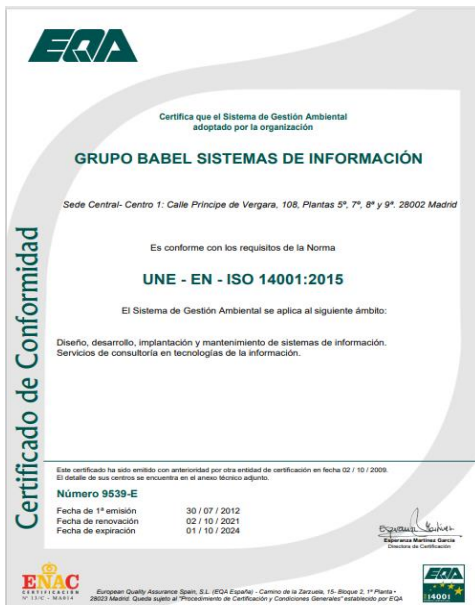 EQA
Certifica que el Sistema de Gestión Ambiental
adoptado por la organización
GRUPO BABEL SISTEMAS DE INFORMACIÓN
Sede Central- Centro 1: Calle Príncipe de Vergara, 108, Plantas 5ª, 7ª, 8ª y 9ª. 28002 Madrid
Es conforme con los requisitos de la Norma
UNE - EN - ISO 14001:2015
El Sistema de Gestión Ambiental se aplica al siguiente ámbito:
Diseño, desarrollo, implantación y mantenimiento de sistemas de información.
Servicios de consultoría en tecnologías de la información.
Certificado de Conformidad
Este certificado ha sido emitido con anterioridad por otra entidad de certificación en fecha 02 / 10 / 2009.
El detalle de sus centros se encuentra en el anexo técnico adjunto.
Número 9539-E
Fecha de 1ª emisión 30 / 07 / 2012
Fecha de renovación 02 / 10 / 2021
Fecha de expiración 01 / 10 / 2024
Esperanza Martínez García
Directora de Certificación
ENAC
CERTIFICACIÓN
European Quality Assurance Spain, S.L. (EQA España) - Camino de la Zarzuela, 15- Bloque 2, 1ª Planta •
28023 Madrid. Queda sujeto al "Procedimiento de Certificación y Condiciones Generales" establecido por EQA
EQA
14001